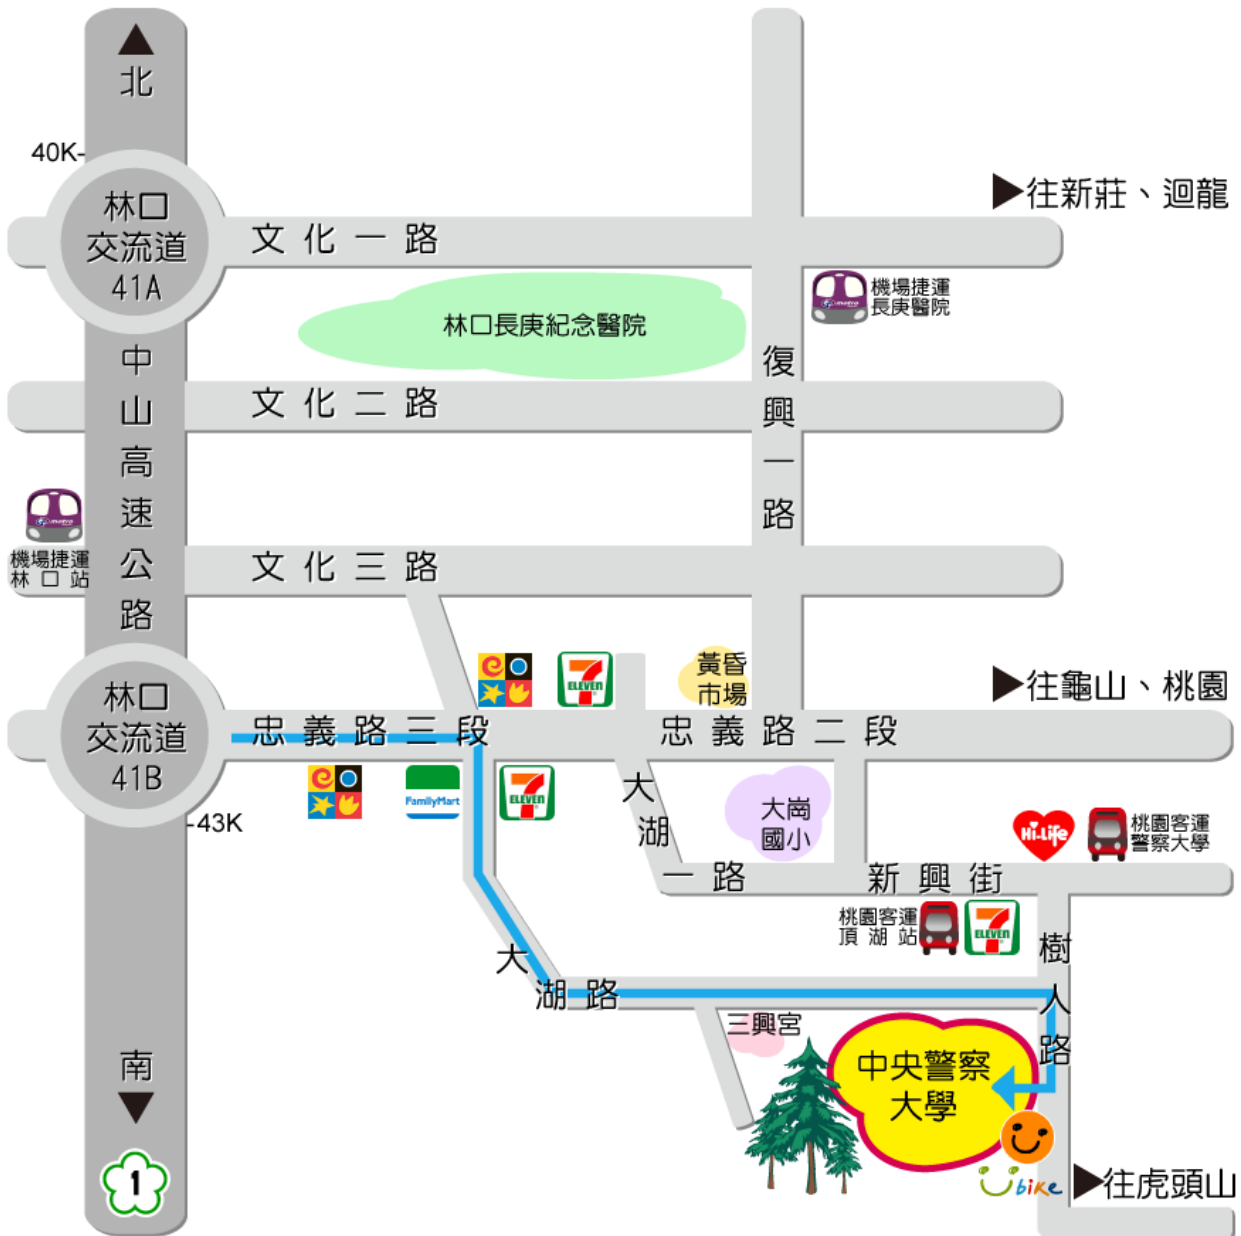 北
40K
林口
交流道
41A
文化一路
往新莊、迴龍
機場捷運
長庚醫院
林口長庚紀念醫院
中山高速公路
文化二路
復興一路
機場捷運
林口站
文化三路
7
ELEVEN
黃昏
市場
往龜山、桃園
林口
交流道
41B
忠義路三段
忠義路二段
43K
FamilyMart
7
ELEVEN
大湖一路
大崗
國小
Hi-Life
桃園客運
警察大學
新興街
桃園客運
頂湖站
7
ELEVEN
樹人路
大湖路
三興宮
中央警察
大學
南
1
Ubike
往虎頭山